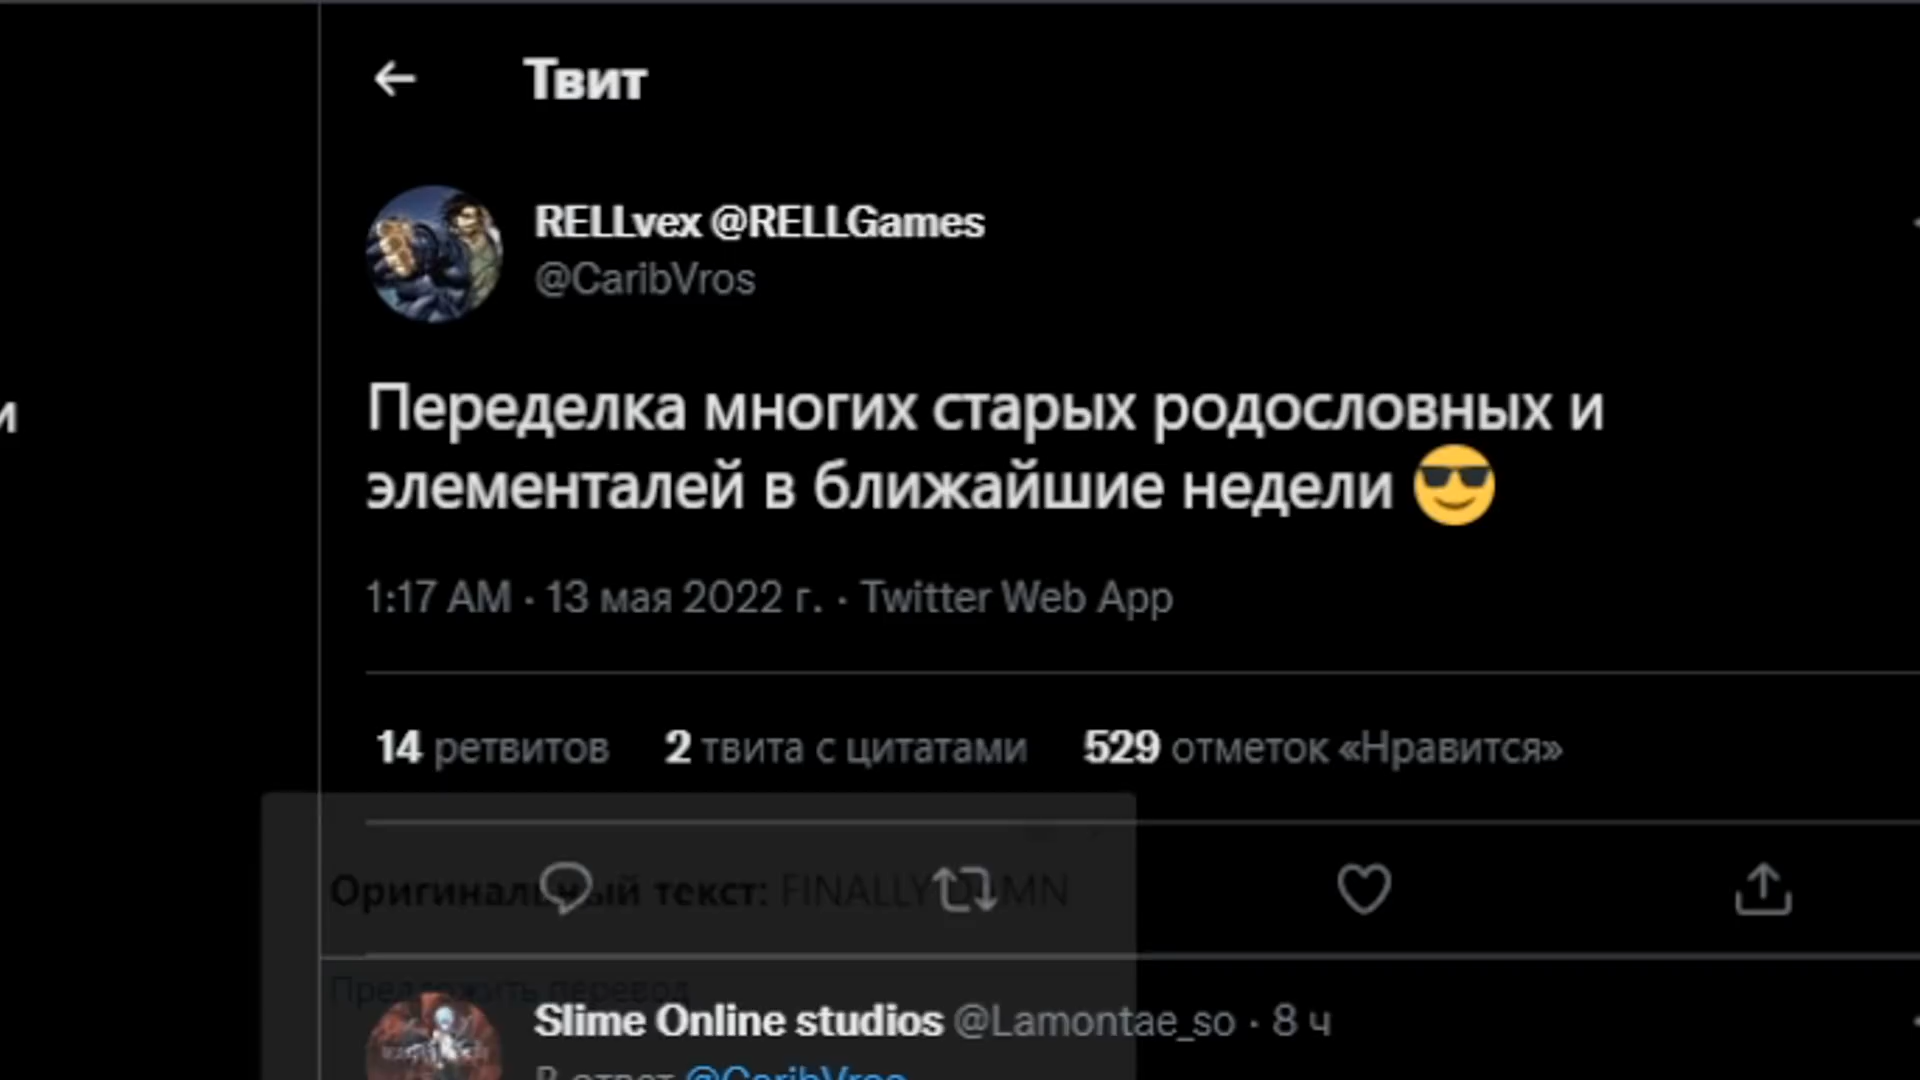 Твит
RELLvex @RELLGames
@CaribVros
и
Переделка многих старых родословных и
элементалей в ближайшие недели 😎
1:17 AM · 13 мая 2022 г. · Twitter Web App
14 ретвитов 2 твита с цитатами 529 отметок «Нравится»
Оригинальный текст: FINALLY DAMN
Предложить перевод
Slime Online studios @Lamontae_so · 8 ч
В ответ @CaribVros